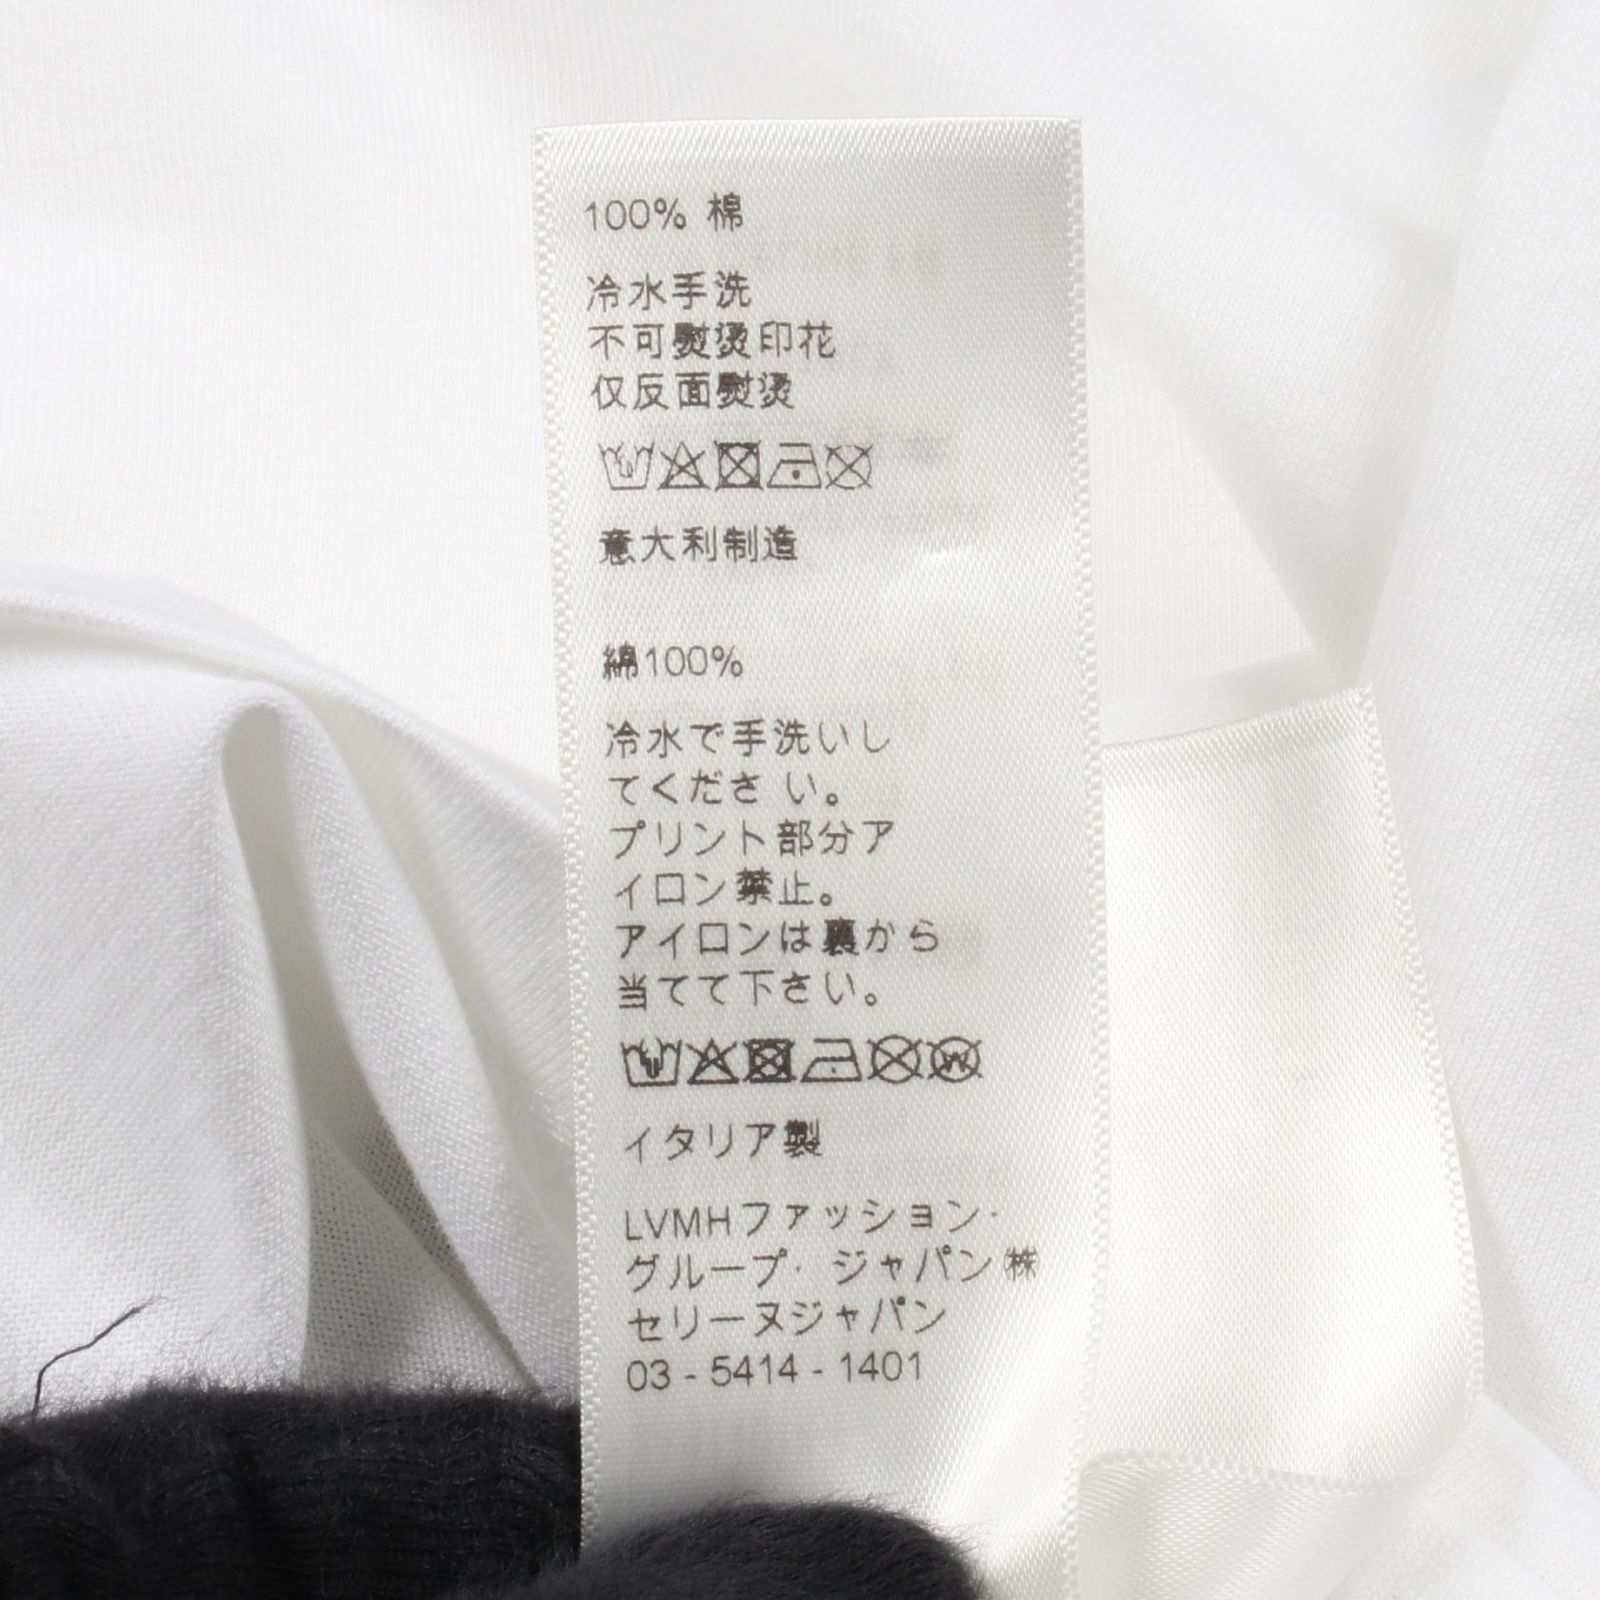 100% 棉
冷水手洗
不可熨烫印花
仅反面熨烫
意大利制造
綿100%
冷水で手洗いし
てくださ い。
プリント部分ア
イロン禁止。
アイロンは裏から
当てて下さい。
W
イタリア製
LVMHファッション·
グループ· ジャパン㈱
セリーヌジャパン
03 - 5414 - 1401